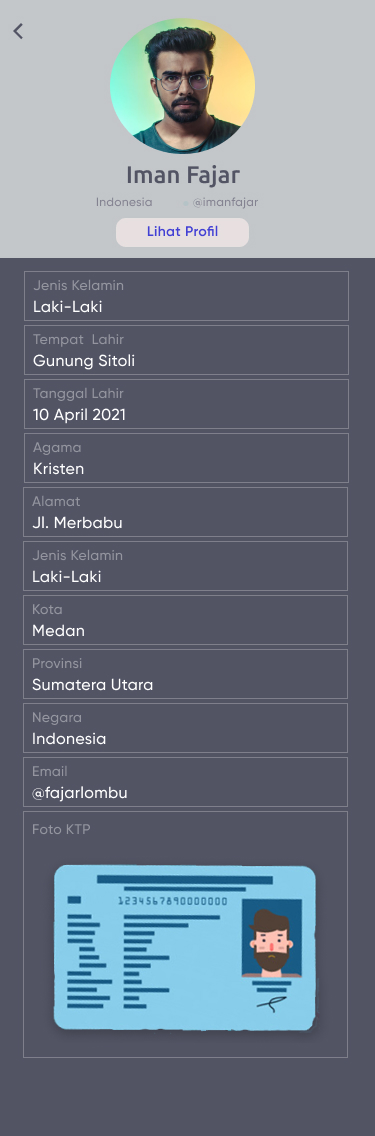 Iman Fajar
Indonesia @imanfajar
Lihat Profil
Jenis Kelamin
Laki-Laki
Tempat Lahir
Gunung Sitoli
Tanggal Lahir
10 April 2021
Agama
Kristen
Alamat
Jl. Merbabu
Jenis Kelamin
Laki-Laki
Kota
Medan
Provinsi
Sumatera Utara
Negara
Indonesia
Email
@fajarlombu
Foto KTP
1234567890000000